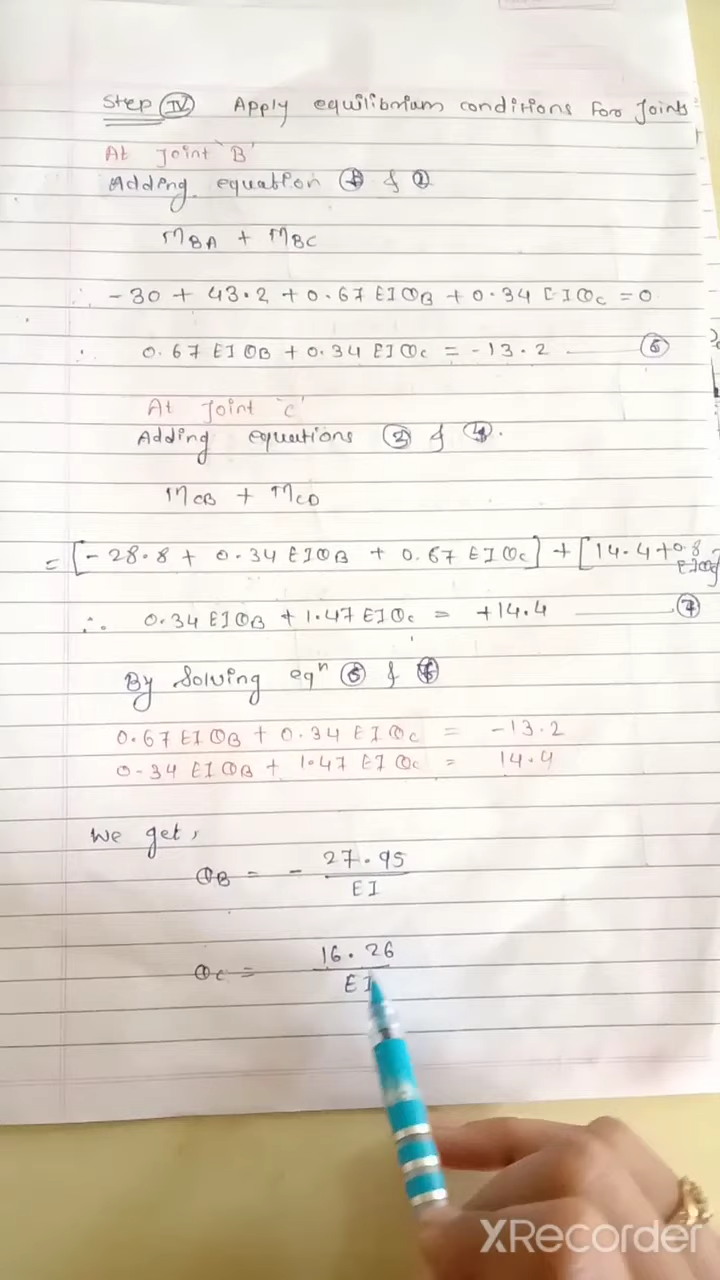 Step IV Apply equilibrium conditions For Joints
At Joint 'B'
Adding equation & ②
MBA + MBC
∴ -30 + 43.2 + 0.67 EIθB + 0.34 EIθC = 0
∴ 0.67 EIθB + 0.34 EIθC = -13.2 ⑥
At Joint 'C'
Adding equations ③ & ④.
MCB + MCD
= [-28.8 + 0.34 EIθB + 0.67 EIθC] + [14.4 + 0.8 EIθC]
∴ 0.34 EIθB + 1.47 EIθC = +14.4 ⑦
By Solving eqn ⑥ &
0.67 EIθB + 0.34 EIθC = -13.2
0.34 EIθB + 1.47 EIθC = 14.4
We get,
θB = - 27.95
EI
θC = 16.26
EI
XRecorder